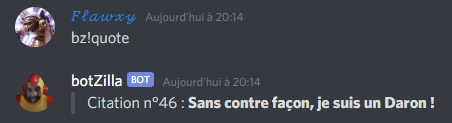 Flawxy Aujourd'hui à 20:14
bz!quote
botZilla BOT Aujourd'hui à 20:14
Citation n°46 : Sans contre façon, je suis un Daron !